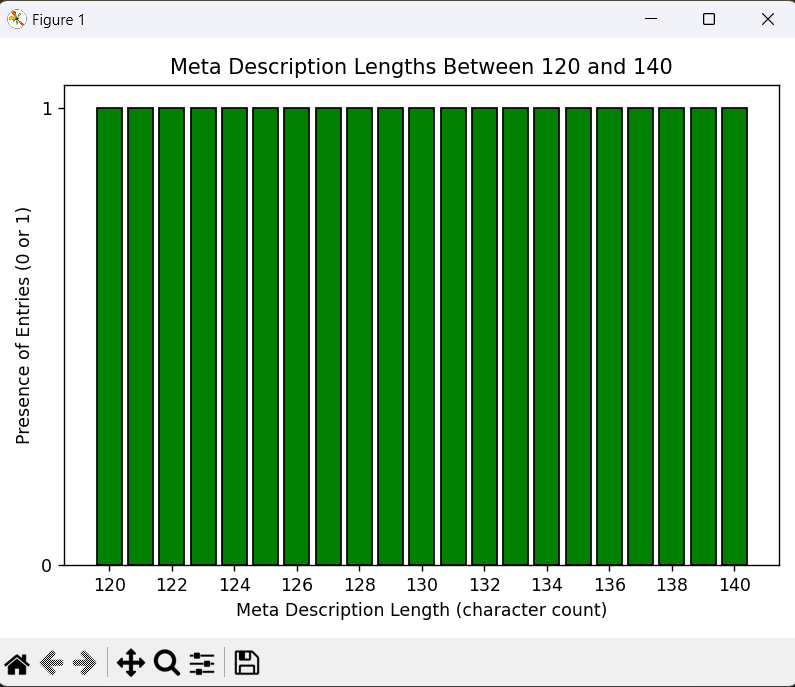 Figure 1
Meta Description Lengths Between 120 and 140
Presence of Entries (0 or 1)
1
0
120 122 124 126 128 130 132 134 136 138 140
Meta Description Length (character count)